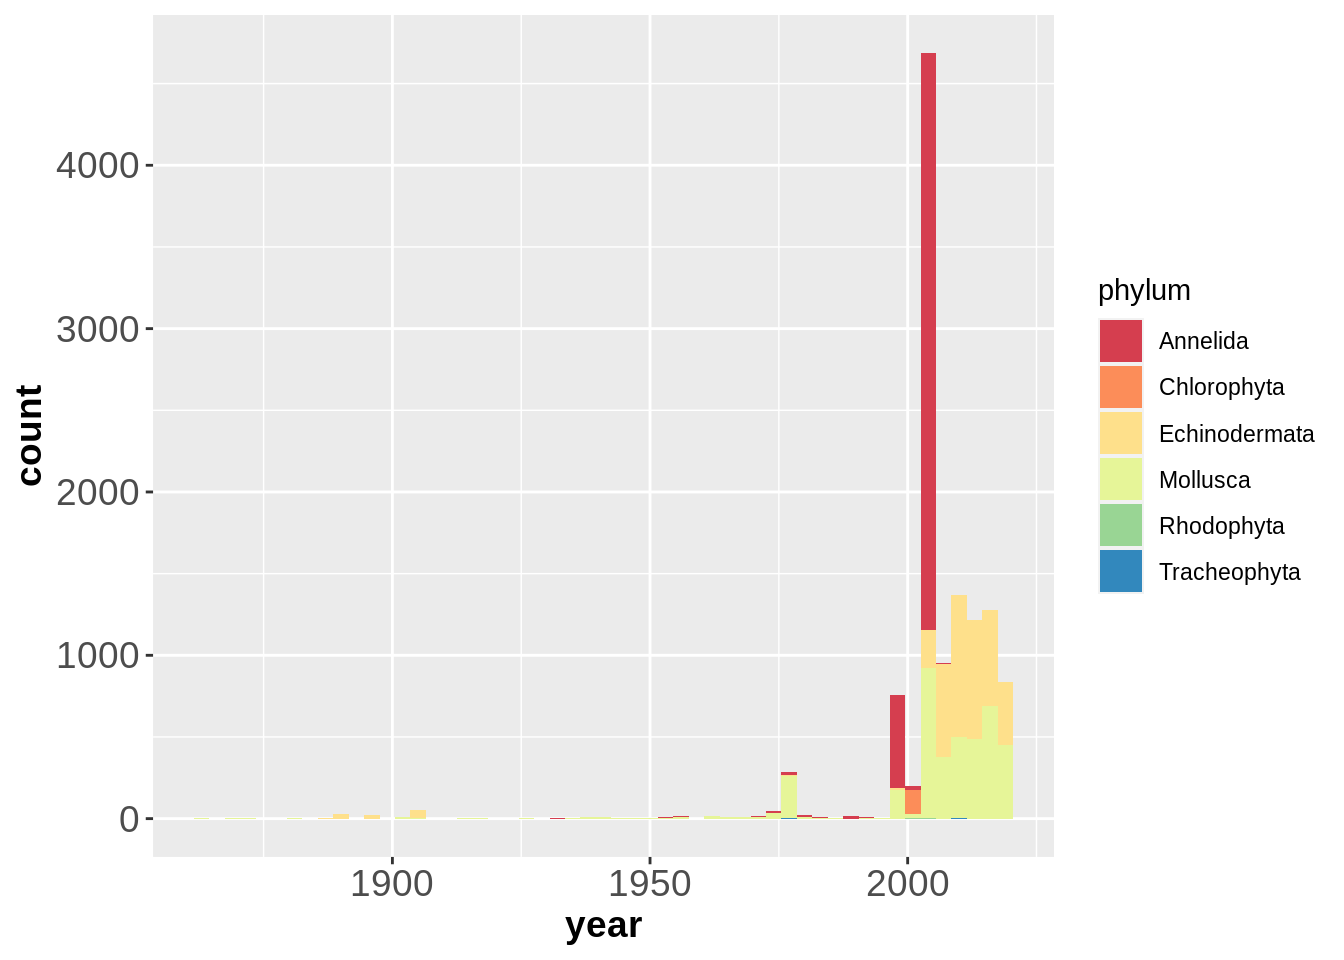 4000
3000
2000
1000
0
count
1900 1950 2000
year
phylum
Annelida
Chlorophyta
Echinodermata
Mollusca
Rhodophyta
Tracheophyta